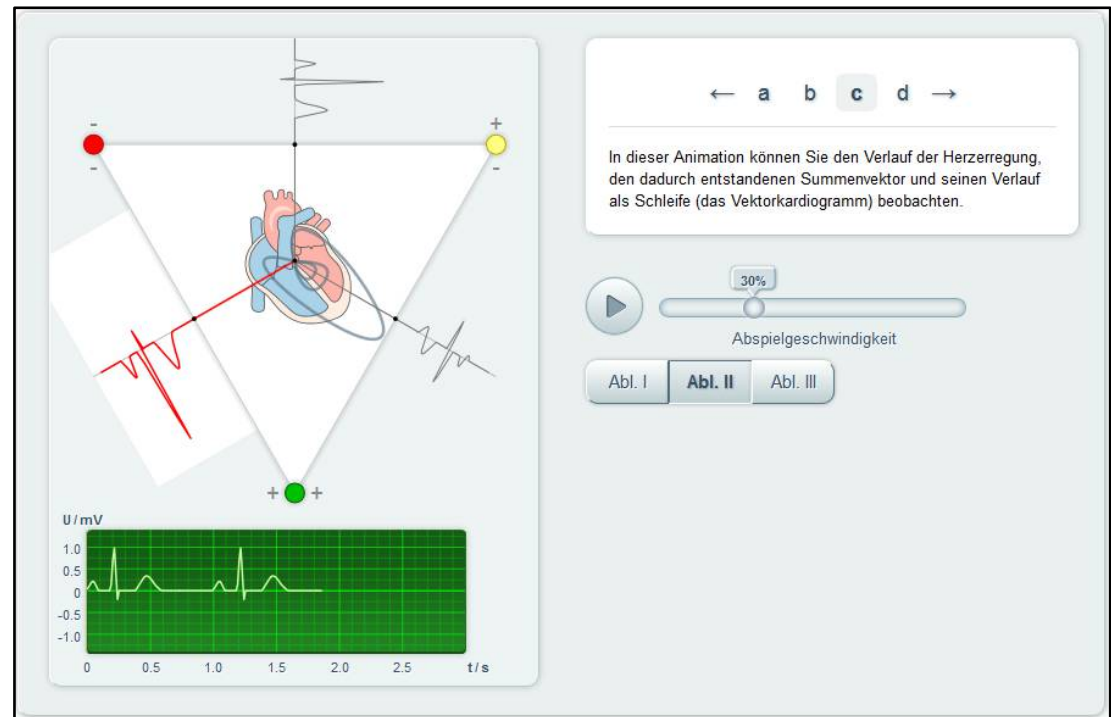 ← a b c d →
In dieser Animation können Sie den Verlauf der Herzerregung,
den dadurch entstandenen Summenvektor und seinen Verlauf
als Schleife (das Vektorkardiogramm) beobachten.
- +
- -
+ +
30%
Abspielgeschwindigkeit
Abl. I Abl. II Abl. III
U/mV
1.0
0.5
0
-0.5
-1.0
0 0.5 1.0 1.5 2.0 2.5 t/s